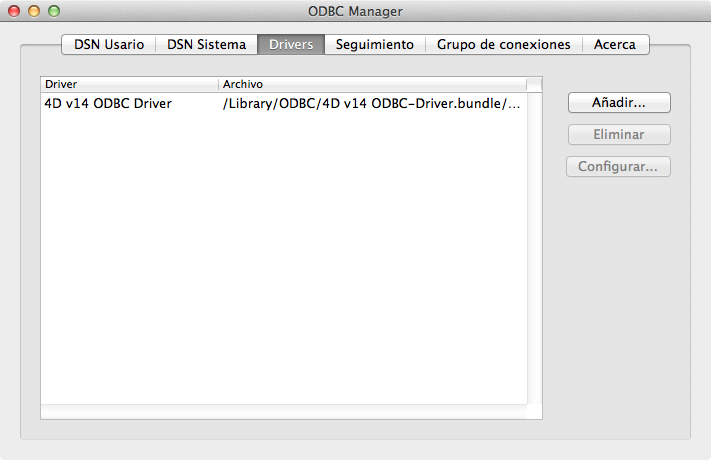 ODBC Manager
DSN Usario DSN Sistema Drivers Seguimiento Grupo de conexiones Acerca
Driver Archivo
4D v14 ODBC Driver /Library/ODBC/4D v14 ODBC-Driver.bundle/...
Añadir...
Eliminar
Configurar...